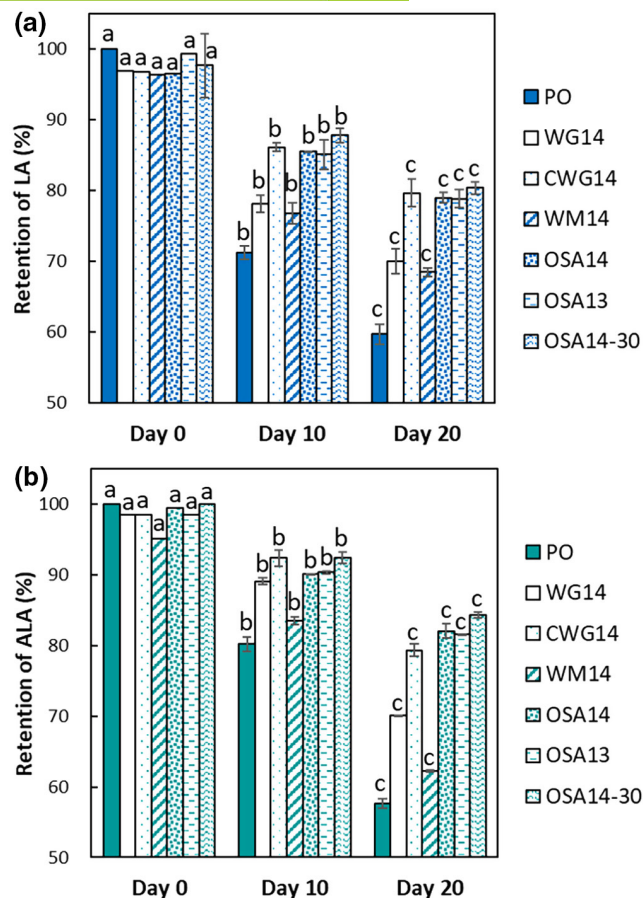 (a)
Retention of LA (%)
100
90
80
70
60
50
a a a a a a a
b b b b b b b
c c c c c c c
Day 0 Day 10 Day 20
PO
WG14
CWG14
WM14
OSA14
OSA13
OSA14-30
(b)
Retention of ALA (%)
100
90
80
70
60
50
a a a a a a a
b b b b b b b
c c c c c c c
Day 0 Day 10 Day 20
PO
WG14
CWG14
WM14
OSA14
OSA13
OSA14-30